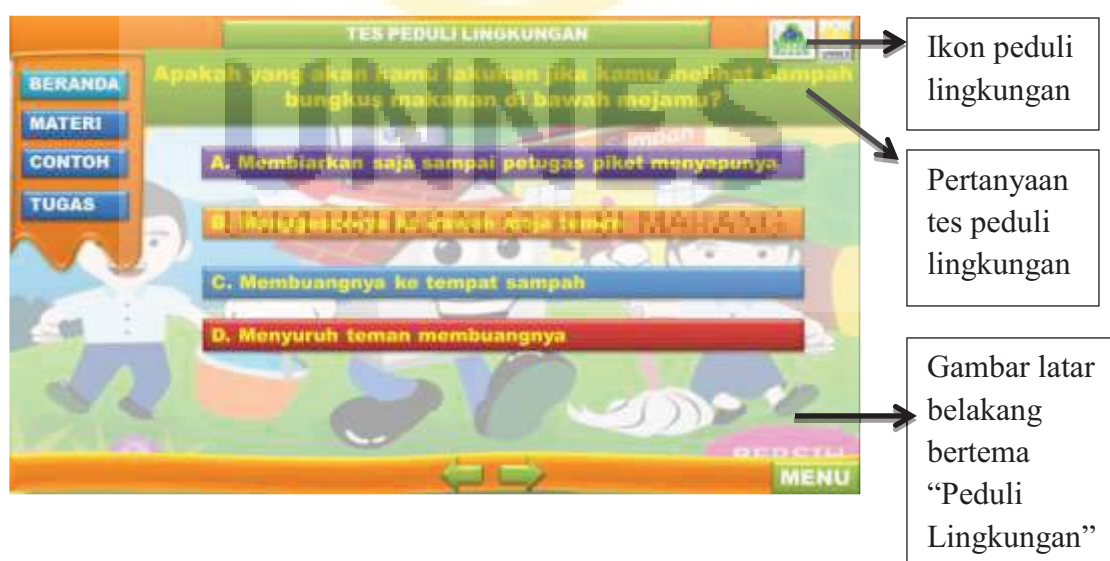 TES PEDULI LINGKUNGAN
BERANDA
MATERI
CONTOH
TUGAS
Apakah yang akan kamu lakukan jika kamu melihat sampah
bungkus makanan di bawah mejamu?
A. Membiarkan saja sampai petugas piket menyapunya
B.
C. Membuangnya ke tempat sampah
D. Menyuruh teman membuangnya
BERSIH
MENU
UNNES
Ikon peduli
lingkungan
Pertanyaan
tes peduli
lingkungan
Gambar latar
belakang
bertema
“Peduli
Lingkungan”